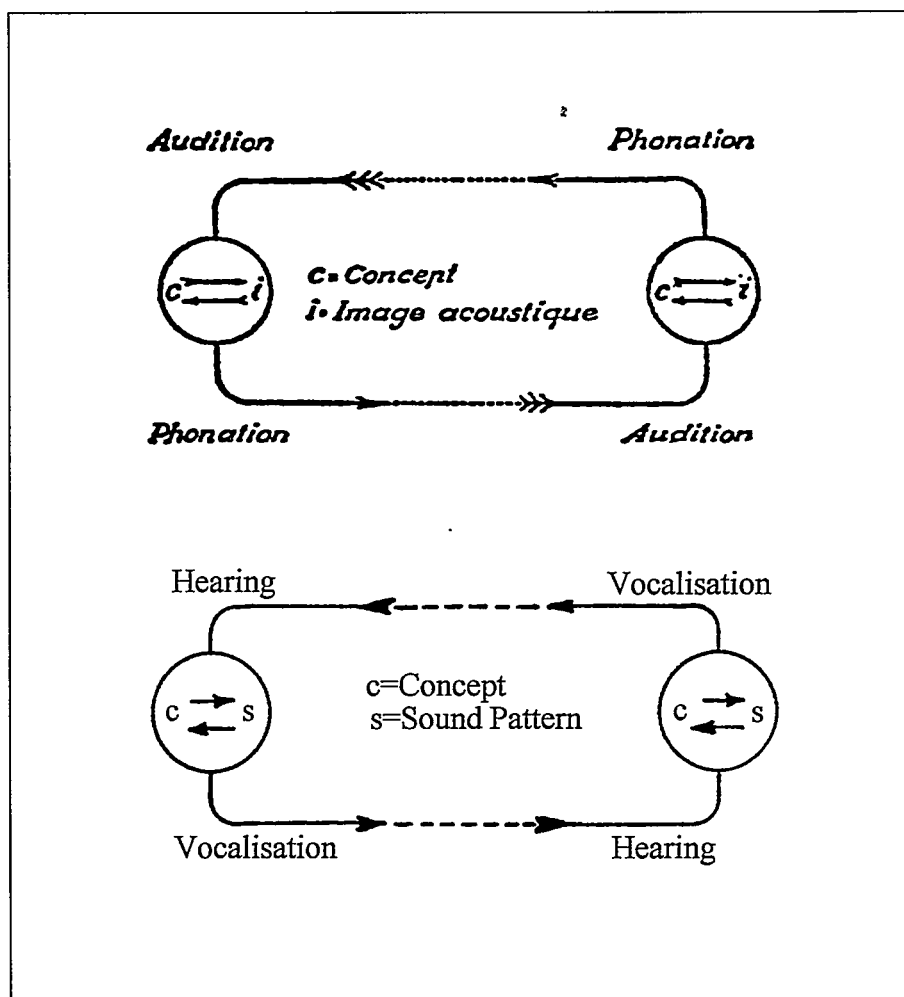 Audition Phonation
c i c = Concept c i
i • Image acoustique
Phonation Audition
Hearing Vocalisation
c=Concept
c s s=Sound Pattern c s
Vocalisation Hearing